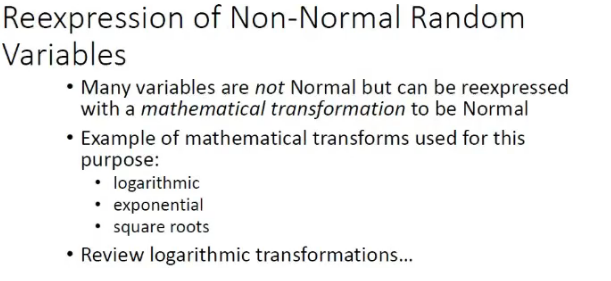 Reexpression of Non-Normal Random
Variables
• Many variables are not Normal but can be reexpressed
with a mathematical transformation to be Normal
• Example of mathematical transforms used for this
purpose:
• logarithmic
• exponential
• square roots
• Review logarithmic transformations...